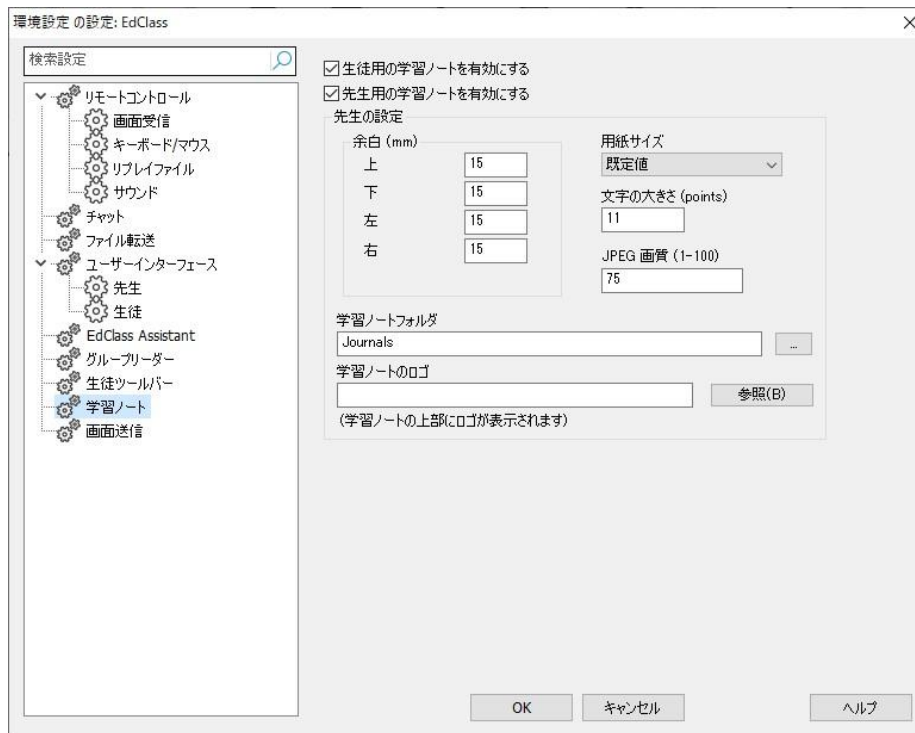 環境設定 の設定: EdClass
検索設定
リモートコントロール
画面受信
キーボード/マウス
リプレイファイル
サウンド
チャット
ファイル転送
ユーザーインターフェース
先生
生徒
EdClass Assistant
グループリーダー
生徒ツールバー
学習ノート
画面送信
生徒用の学習ノートを有効にする
先生用の学習ノートを有効にする
先生の設定
余白 (mm)
上 15
下 15
左 15
右 15
用紙サイズ
既定値
文字の大きさ (points)
11
JPEG 画質 (1-100)
75
学習ノートフォルダ
Journals ...
学習ノートのロゴ
参照(B)
(学習ノートの上部にロゴが表示されます)
OK キャンセル ヘルプ